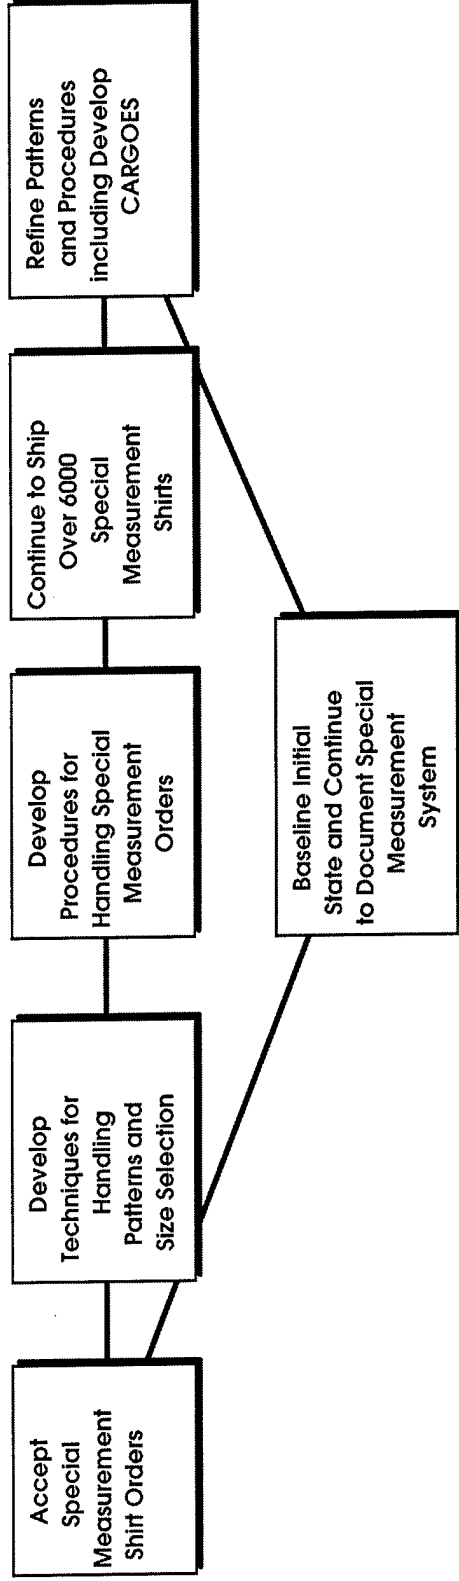 Accept
Special
Measurement
Shirt Orders
Develop
Techniques for
Handling
Patterns and
Size Selection
Develop
Procedures for
Handling Special
Measurement
Orders
Continue to Ship
Over 6000
Special
Measurement
Shirts
Refine Patterns
and Procedures
including Develop
CARGOES
Baseline Initial
State and Continue
to Document Special
Measurement
System